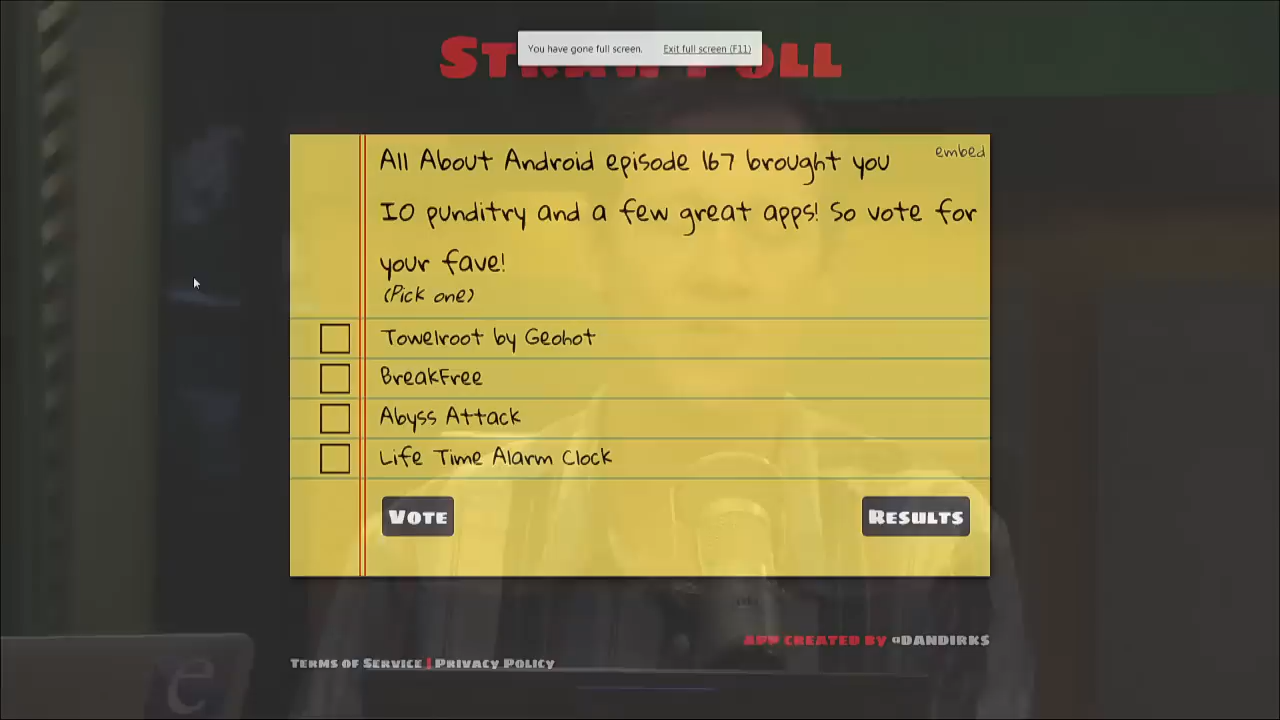 You have gone full screen. Exit full screen (F11)
STRAW POLL
All About Android episode 167 brought you embed
IO punditry and a few great apps! So vote for
your fave!
(Pick one)
Towelroot by Geohot
BreakFree
Abyss Attack
Life Time Alarm Clock
VOTE RESULTS
APP CREATED BY @DANDIRKS
TERMS OF SERVICE | PRIVACY POLICY